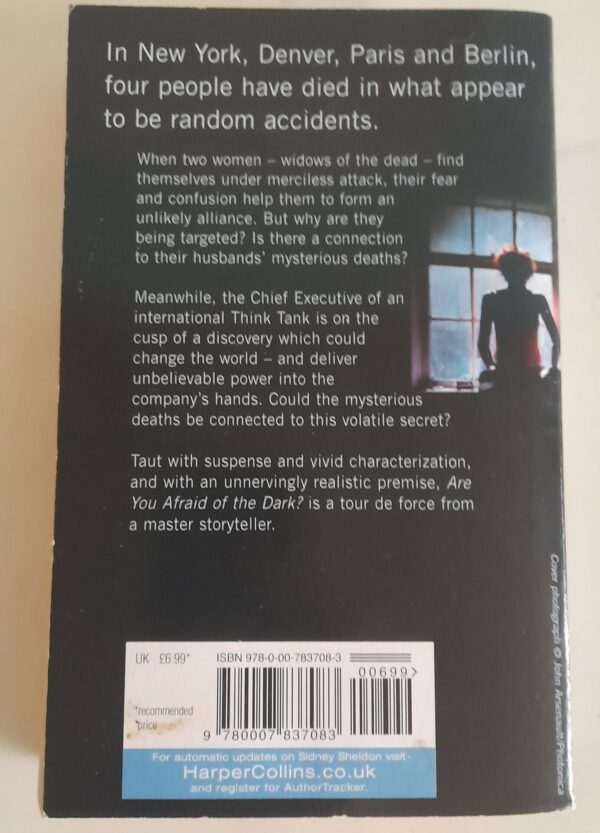 In New York, Denver, Paris and Berlin,
four people have died in what appear
to be random accidents.
When two women – widows of the dead – find
themselves under merciless attack, their fear
and confusion help them to form an
unlikely alliance. But why are they
being targeted? Is there a connection
to their husbands' mysterious deaths?
Meanwhile, the Chief Executive of an
international Think Tank is on the
cusp of a discovery which could
change the world – and deliver
unbelievable power into the
company's hands. Could the mysterious
deaths be connected to this volatile secret?
Taut with suspense and vivid characterization,
and with an unnervingly realistic premise, Are
You Afraid of the Dark? is a tour de force from
a master storyteller.
Cover photograph © John Arsenault/Photonica
UK £6.99*
ISBN 978-0-00-783708-3
00699>
*recommended
price
9 780007 837083
For automatic updates on Sidney Sheldon visit
HarperCollins.co.uk
and register for AuthorTracker.